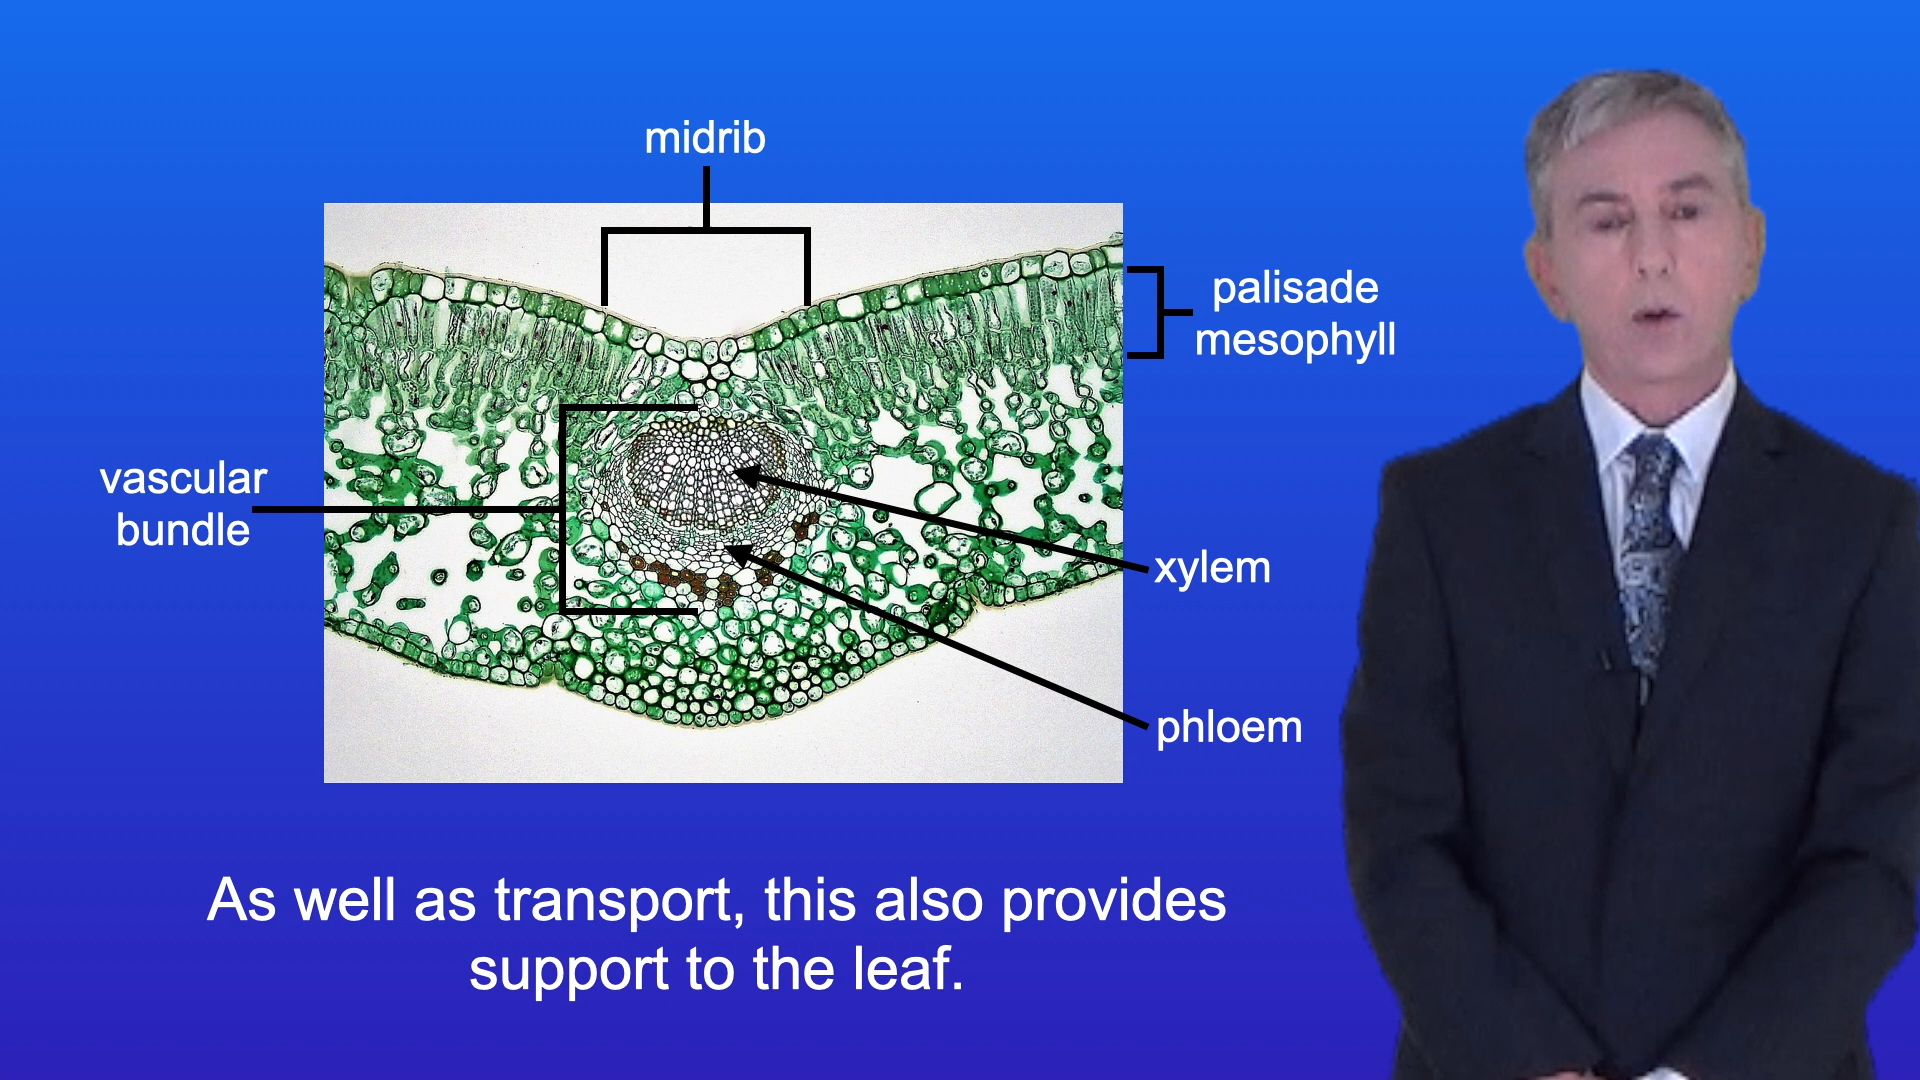 midrib
palisade
mesophyll
vascular
bundle
xylem
phloem
As well as transport, this also provides
support to the leaf.